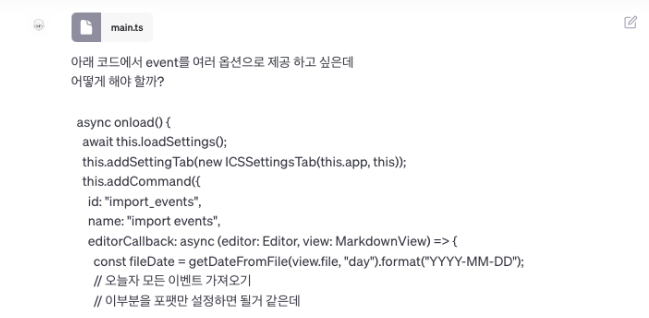 main.ts
아래 코드에서 event를 여러 옵션으로 제공 하고 싶은데
어떻게 해야 할까?
async onload() {
await this.loadSettings();
this.addSettingTab(new ICSSettingsTab(this.app, this));
this.addCommand({
id: "import_events",
name: "import events",
editorCallback: async (editor: Editor, view: MarkdownView) => {
const fileDate = getDateFromFile(view.file, "day").format("YYYY-MM-DD");
// 오늘자 모든 이벤트 가져오기
// 이부분을 포팻만 설정하면 될거 같은데